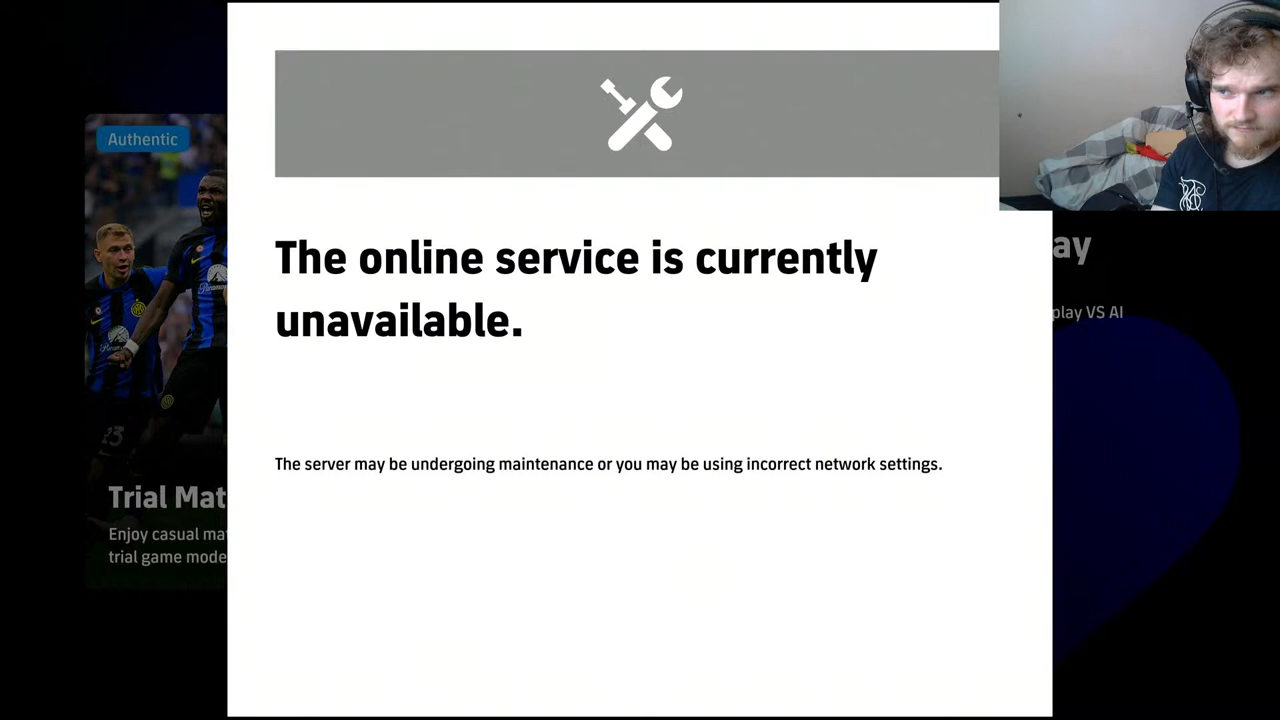 Authentic
The online service is currently
unavailable.
ay
play VS AI
The server may be undergoing maintenance or you may be using incorrect network settings.
Trial Mat
Enjoy casual ma
trial game mode